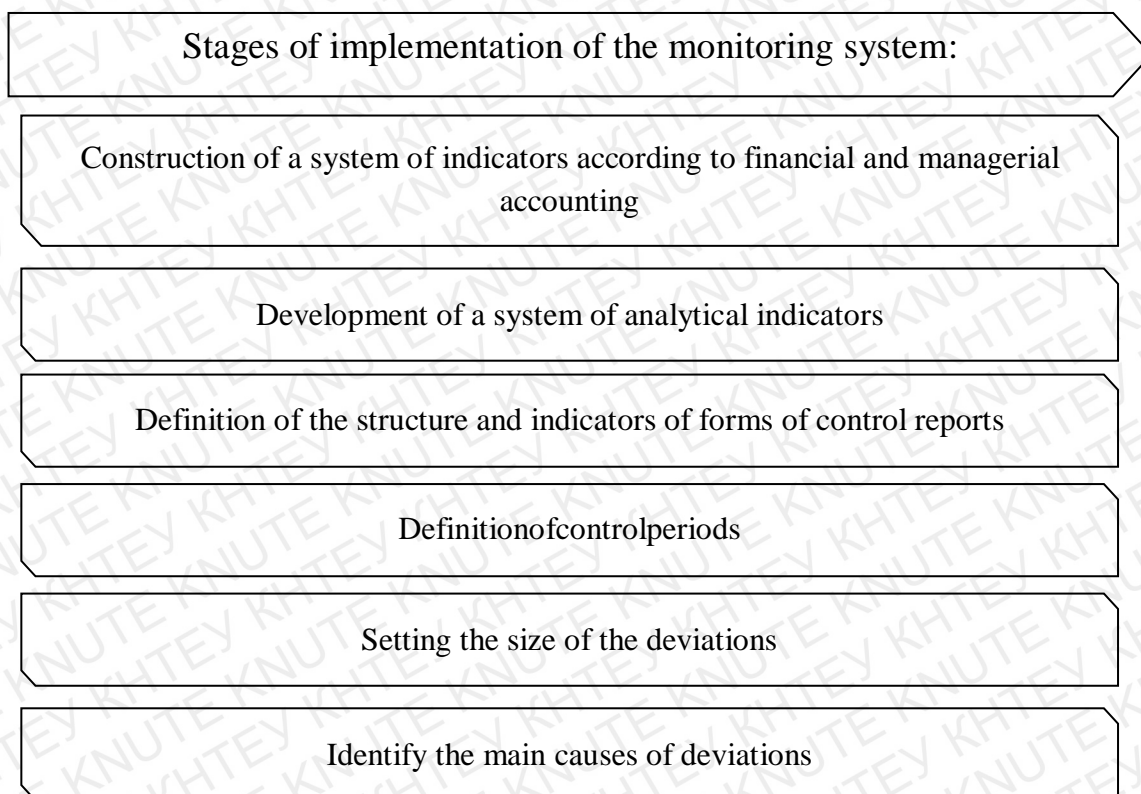 Stages of implementation of the monitoring system:
Construction of a system of indicators according to financial and managerial
accounting
Development of a system of analytical indicators
Definition of the structure and indicators of forms of control reports
Definitionofcontrolperiods
Setting the size of the deviations
Identify the main causes of deviations